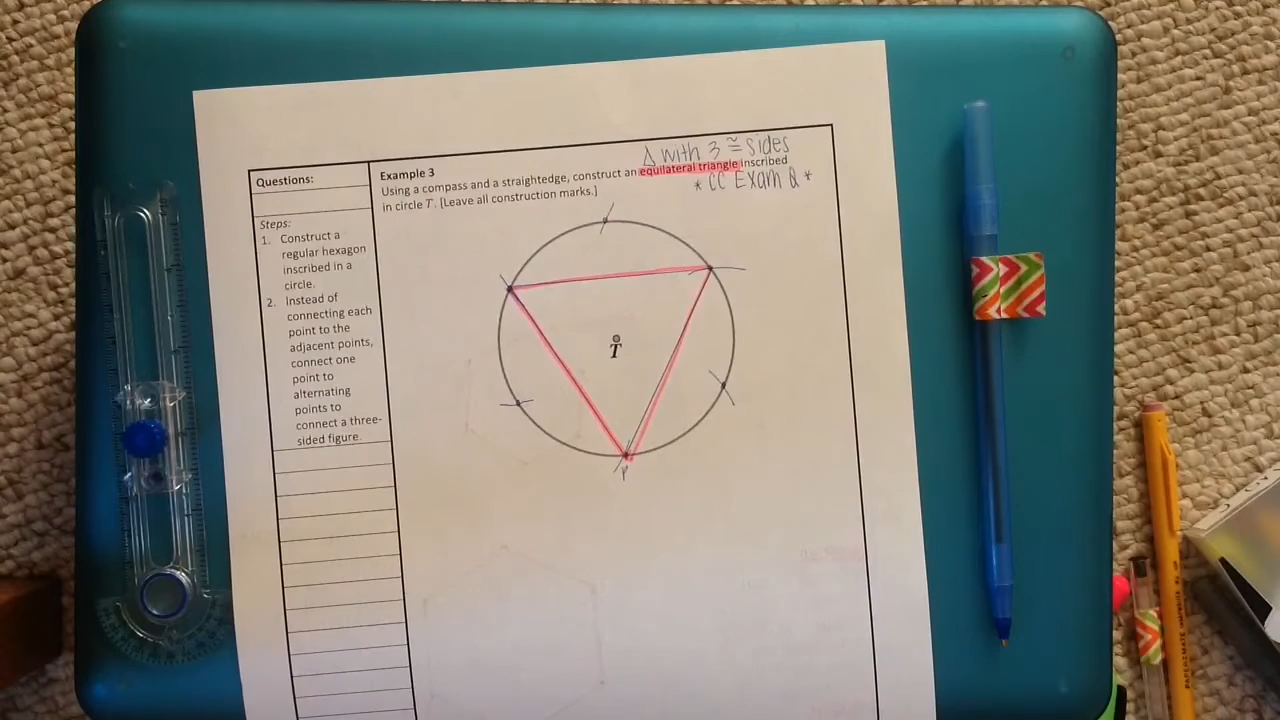 Questions:
Example 3
△ with 3 ≅ sides
Using a compass and a straightedge, construct an equilateral triangle inscribed
in circle T. [Leave all construction marks.]
* CC Exam Q *
Steps:
1. Construct a
regular hexagon
inscribed in a
circle.
2. Instead of
connecting each
point to the
adjacent points,
connect one
point to
alternating
points to
connect a three-
sided figure.
T
P